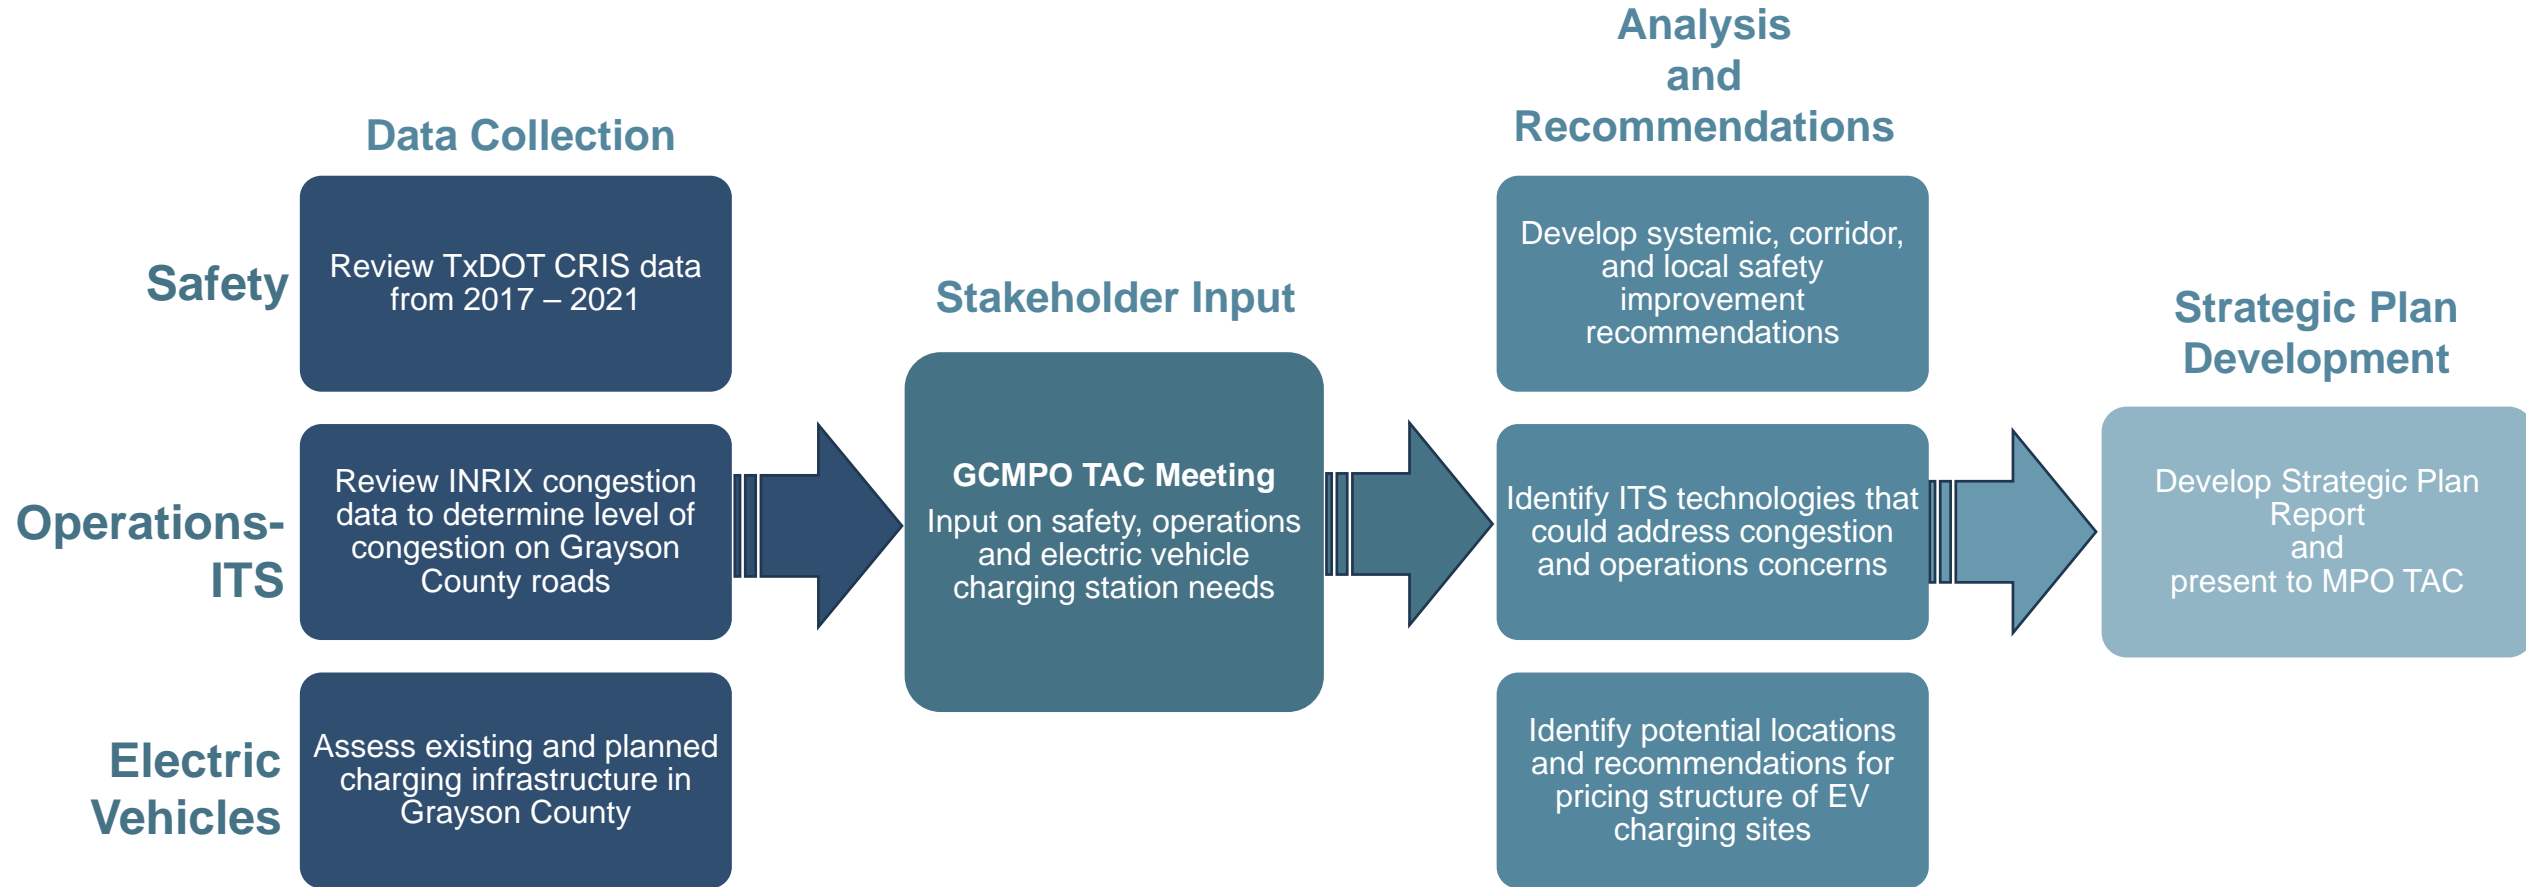 Data Collection
Safety
Review TxDOT CRIS data
from 2017 – 2021
Operations-
ITS
Review INRIX congestion
data to determine level of
congestion on Grayson
County roads
Electric
Vehicles
Assess existing and planned
charging infrastructure in
Grayson County
Stakeholder Input
GCMPO TAC Meeting
Input on safety, operations
and electric vehicle
charging station needs
Analysis
and
Recommendations
Develop systemic, corridor,
and local safety
improvement
recommendations
Identify ITS technologies that
could address congestion
and operations concerns
Identify potential locations
and recommendations for
pricing structure of EV
charging sites
Strategic Plan
Development
Develop Strategic Plan
Report
and
present to MPO TAC